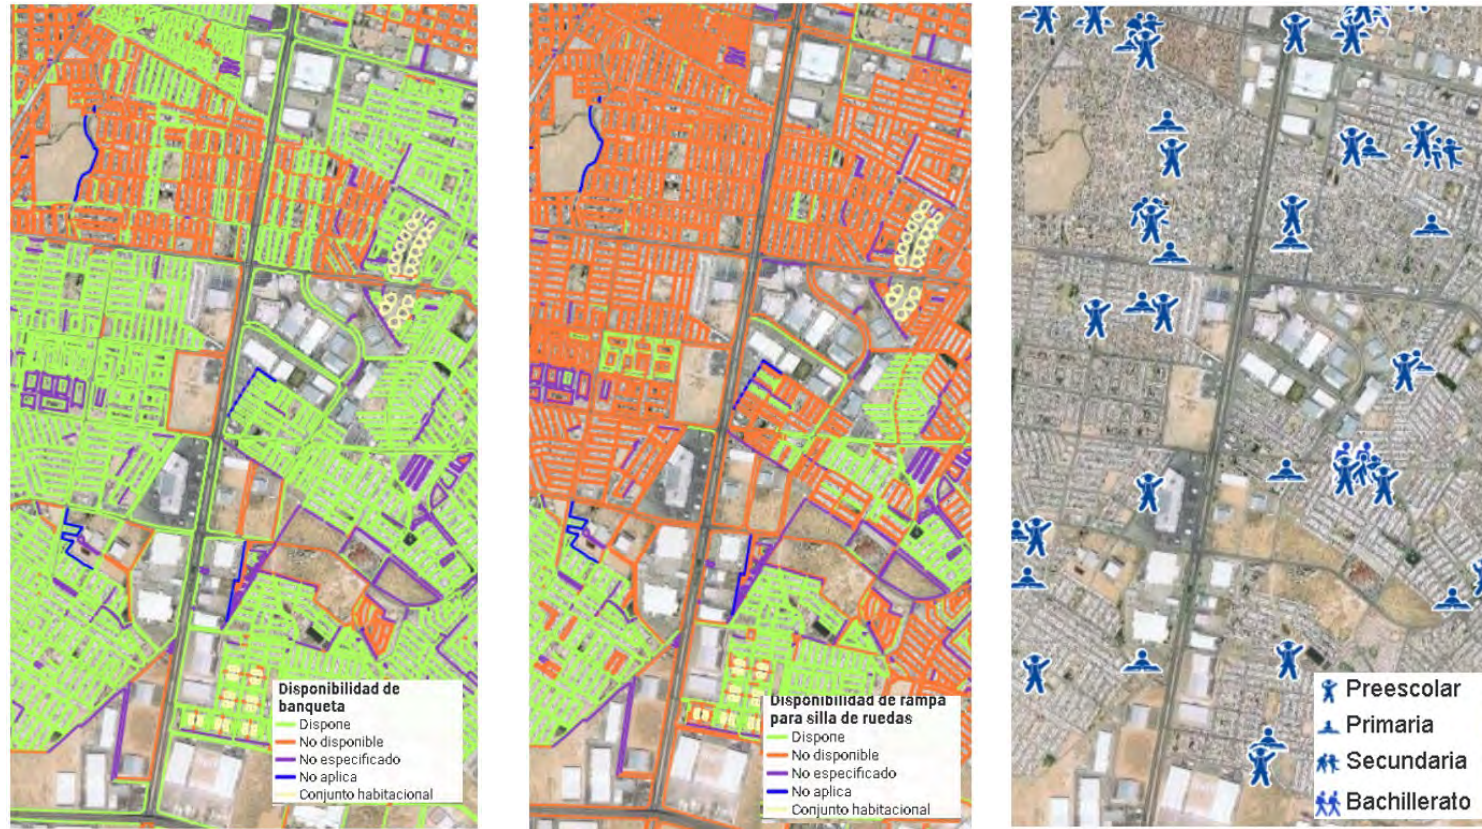 Disponibilidad de
banqueta
Dispone
No disponible
No especificado
No aplica
Conjunto habitacional
Disponibilidad de rampa
para silla de ruedas
Dispone
No disponible
No especificado
No aplica
Conjunto habitacional
Preescolar
Primaria
Secundaria
Bachillerato